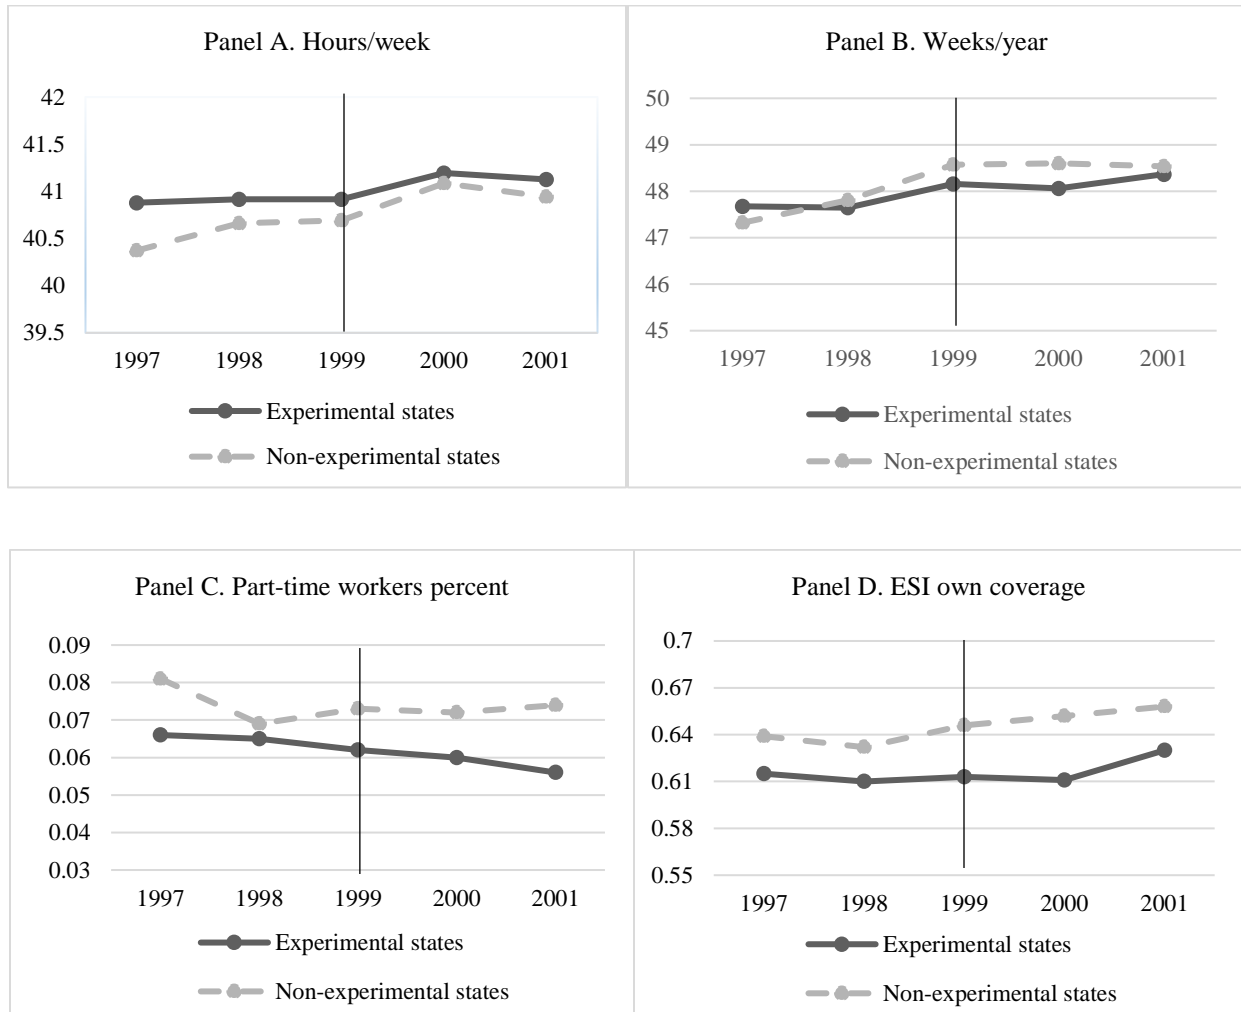 Panel A. Hours/week
42
41.5
41
40.5
40
39.5
1997 1998 1999 2000 2001
Experimental states
Non-experimental states
Panel B. Weeks/year
50
49
48
47
46
45
1997 1998 1999 2000 2001
Experimental states
Non-experimental states
Panel C. Part-time workers percent
0.09
0.08
0.07
0.06
0.05
0.04
0.03
1997 1998 1999 2000 2001
Experimental states
Non-experimental states
Panel D. ESI own coverage
0.7
0.67
0.64
0.61
0.58
0.55
1997 1998 1999 2000 2001
Experimental states
Non-experimental states